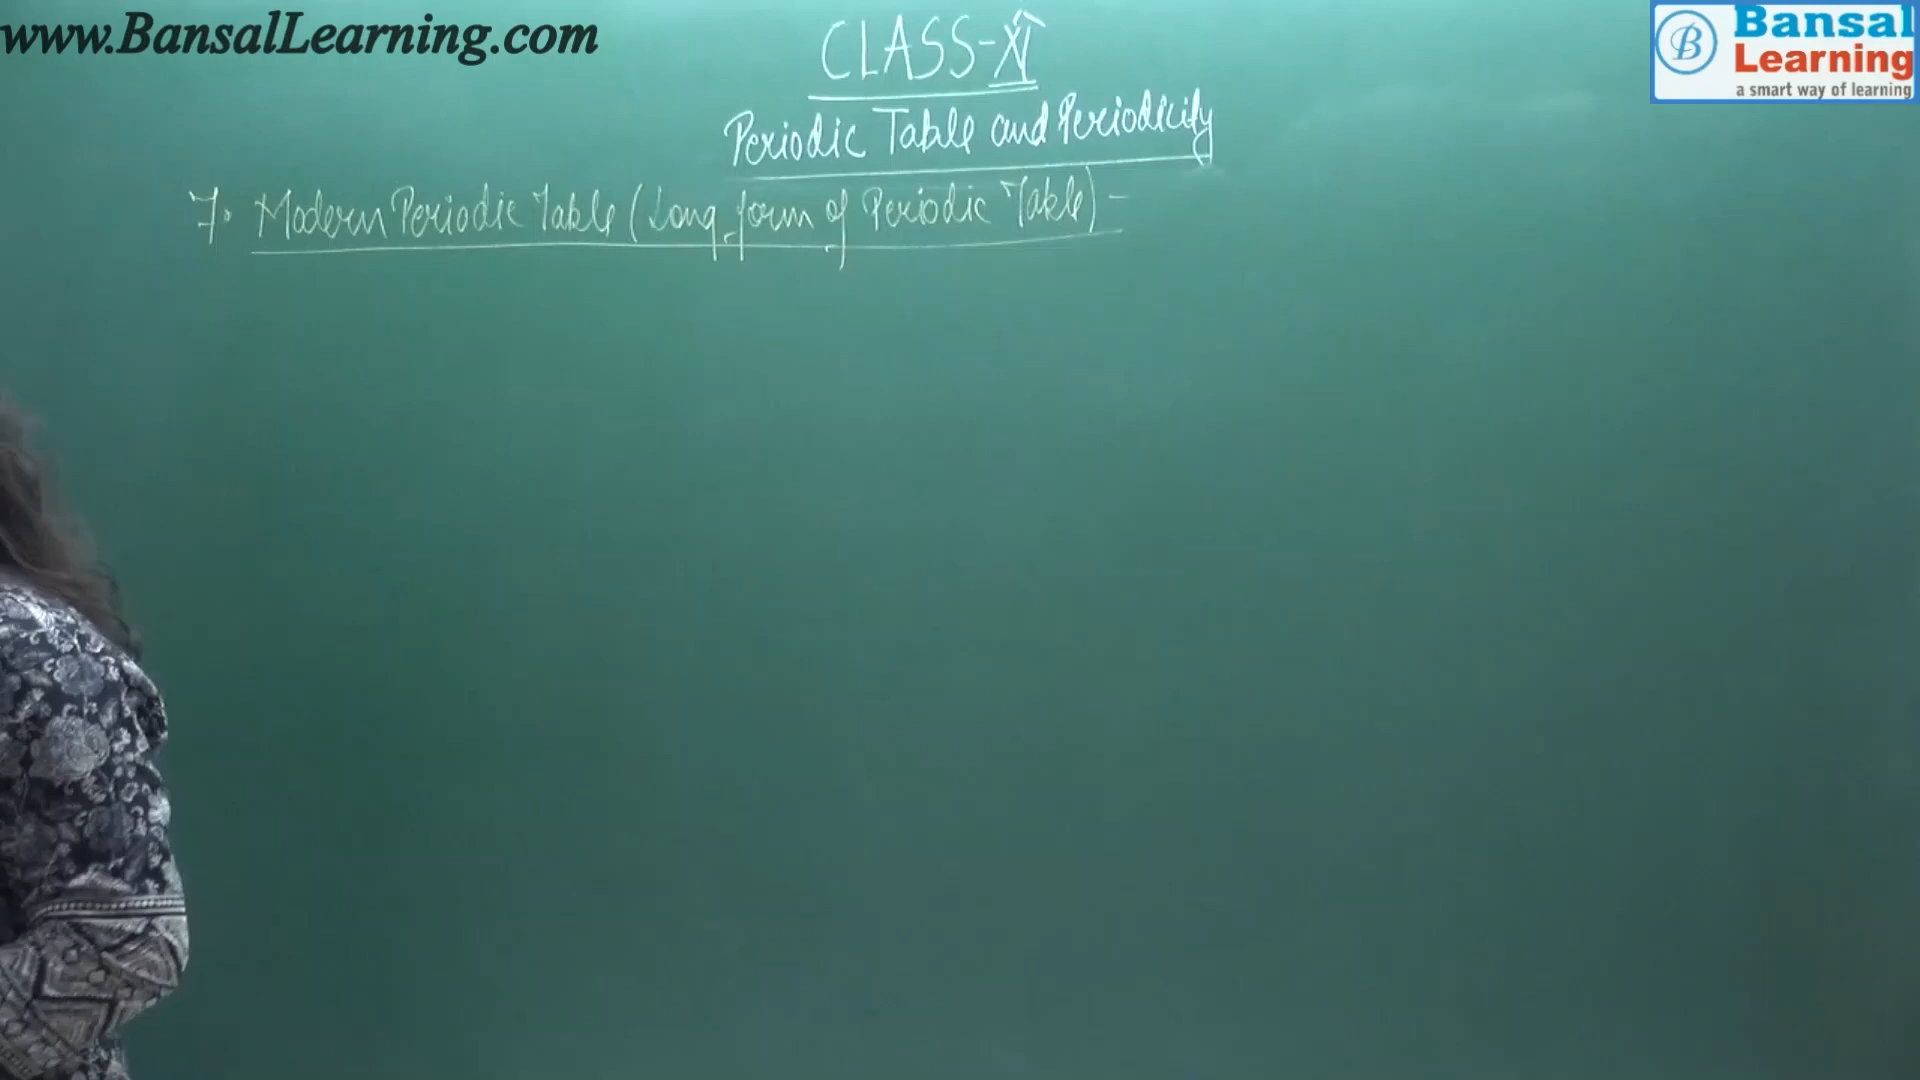 www.BansalLearning.com
CLASS-XI
Bansal
Learning
a smart way of learning
Periodic Table and Periodicity
7. Modern Periodic Table (Long form of Periodic Table) -